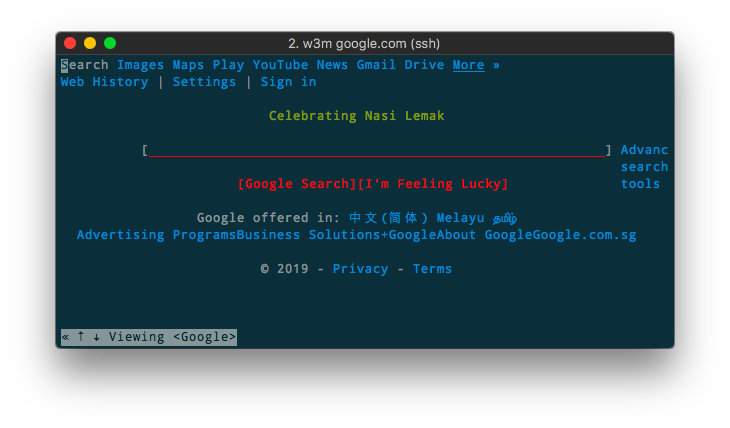 2. w3m google.com (ssh)
Search Images Maps Play YouTube News Gmail Drive More »
Web History | Settings | Sign in
Celebrating Nasi Lemak
[ ] Advanc
search
[Google Search][I'm Feeling Lucky] tools
Google offered in: 中文(简体) Melayu தமிழ்
Advertising ProgramsBusiness Solutions+GoogleAbout GoogleGoogle.com.sg
© 2019 - Privacy - Terms
« ↑ ↓ Viewing <Google>